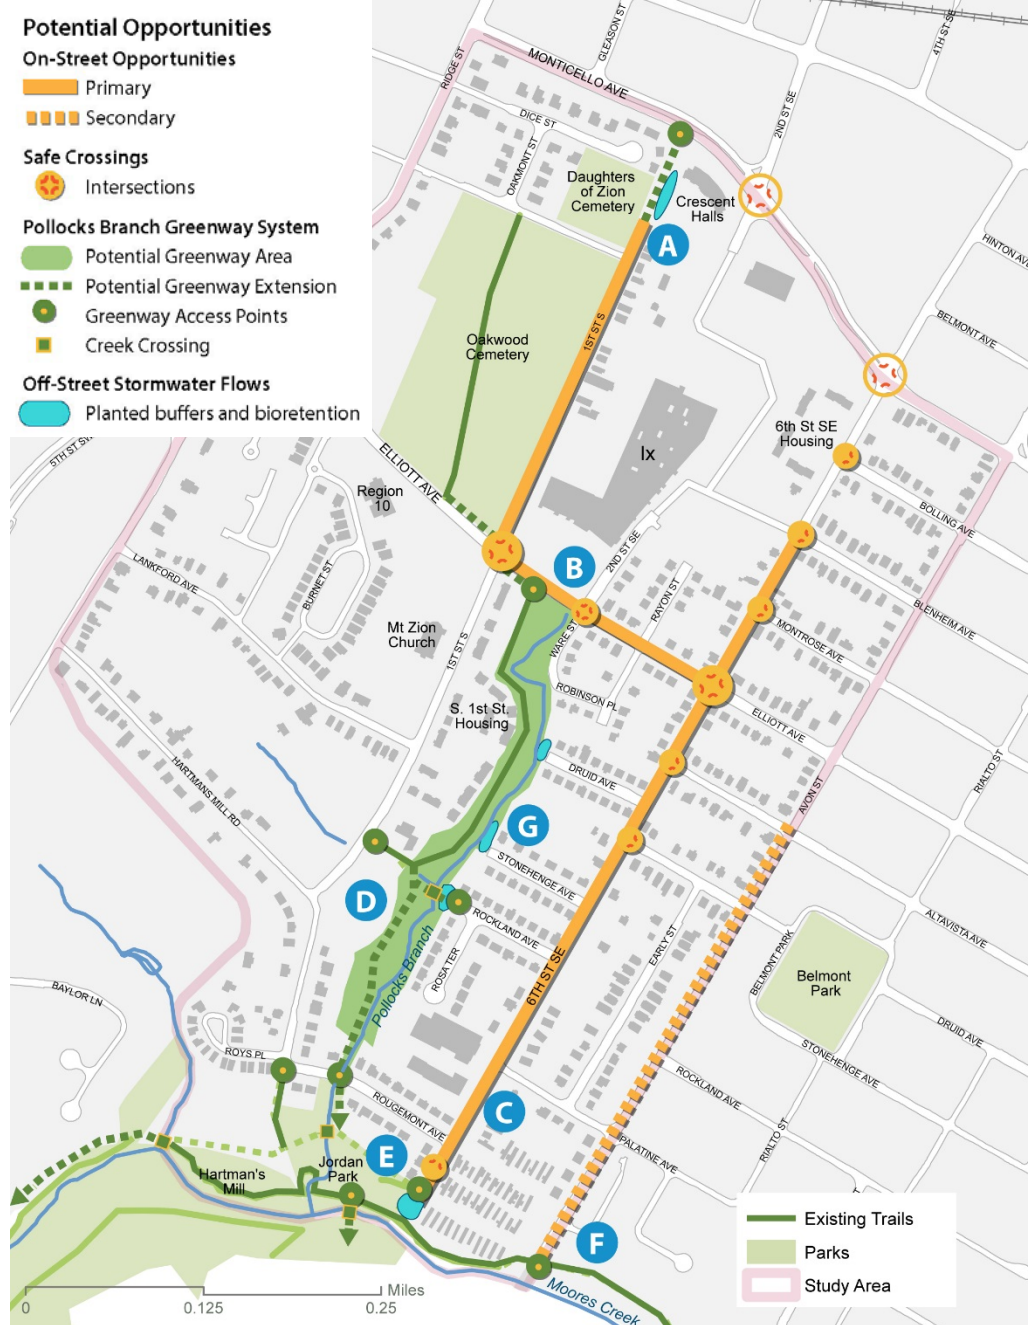 Potential Opportunities
On-Street Opportunities
Primary
Secondary
Safe Crossings
Intersections
Pollocks Branch Greenway System
Potential Greenway Area
Potential Greenway Extension
Greenway Access Points
Creek Crossing
Off-Street Stormwater Flows
Planted buffers and bioretention
RIDGE ST
GLEASON ST
4TH ST SE
MONTICELLO AVE
2ND ST SE
DICE ST
OAKMONT ST
Daughters
of Zion
Cemetery
Crescent
Halls
A
HINTON AVE
BELMONT AVE
1ST ST S
Oakwood
Cemetery
6th St SE
Housing
Ix
5TH ST SW
ELLIOTT AVE
Region
10
BOLLING AVE
2ND ST SE
B
LANKFORD AVE
BURNET ST
RAYON ST
BLENHEIM AVE
MONTROSE AVE
Mt Zion
Church
1ST ST S
WARE ST
ROBINSON PL
S. 1st St.
Housing
ELLIOTT AVE
HARTMANS MILL RD
DRUID AVE
RIALTO ST
AVON ST
G
STONEHENGE AVE
D
ROCKLAND AVE
ALTAVISTA AVE
Pollocks Branch
ROSA TER
EARLY ST
BELMONT PARK
Belmont
Park
6TH ST SE
BAYLOR LN
DRUID AVE
ROYS PL
STONEHENGE AVE
ROCKLAND AVE
ROUGEMONT AVE
C
RIALTO ST
PALATINE AVE
E
Jordan
Park
Hartman's
Mill
F
Moores Creek
Existing Trails
Parks
Study Area
Miles
0
0.125
0.25